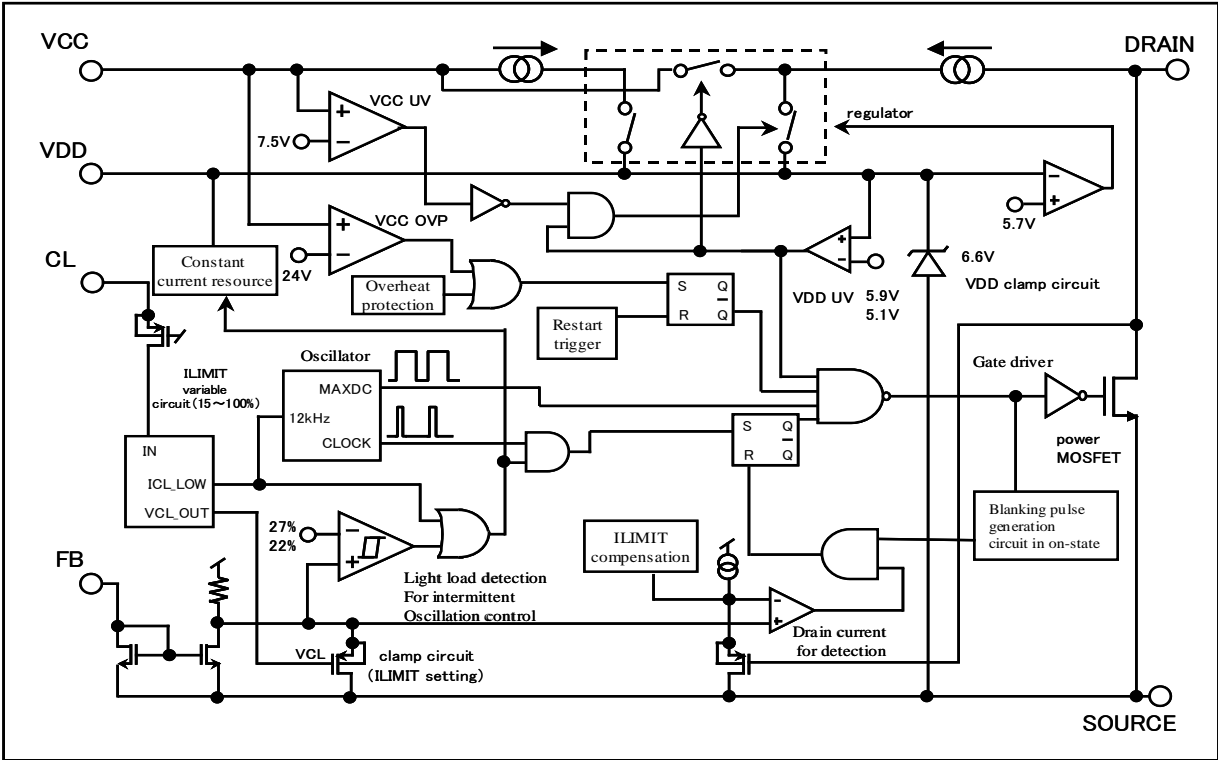 VCC
DRAIN
VCC UV
7.5V
regulator
VDD
5.7V
VCC OVP
24V
CL
Constant
current resource
Overheat
protection
6.6V
VDD clamp circuit
VDD UV
5.9V
5.1V
S Q
R Q
Restart
trigger
Oscillator
ILIMIT
variable
circuit(15～100%)
MAXDC
12kHz
CLOCK
Gate driver
power
MOSFET
S Q
R Q
IN
ICL_LOW
VCL_OUT
27%
22%
ILIMIT
compensation
Blanking pulse
generation
circuit in on-state
FB
Light load detection
For intermittent
Oscillation control
Drain current
for detection
VCL
clamp circuit
(ILIMIT setting)
SOURCE
+
−
+
−
−
+
+
−
−
+
−
+